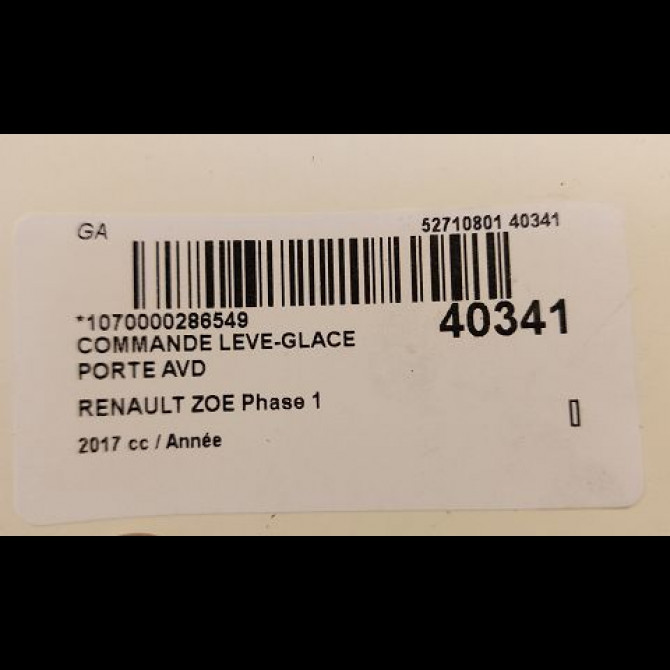 GA
52710801 40341
*1070000286549
40341
COMMANDE LEVE-GLACE
PORTE AVD
RENAULT ZOE Phase 1
2017 cc / Année